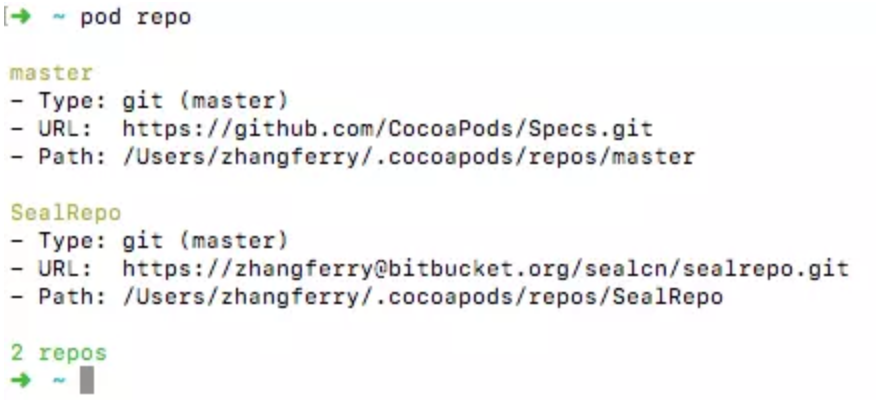 [➜ ~ pod repo
master
- Type: git (master)
- URL:  https://github.com/CocoaPods/Specs.git
- Path: /Users/zhangferry/.cocoapods/repos/master
SealRepo
- Type: git (master)
- URL:  https://zhangferry@bitbucket.org/sealcn/sealrepo.git
- Path: /Users/zhangferry/.cocoapods/repos/SealRepo
2 repos
➜ ~